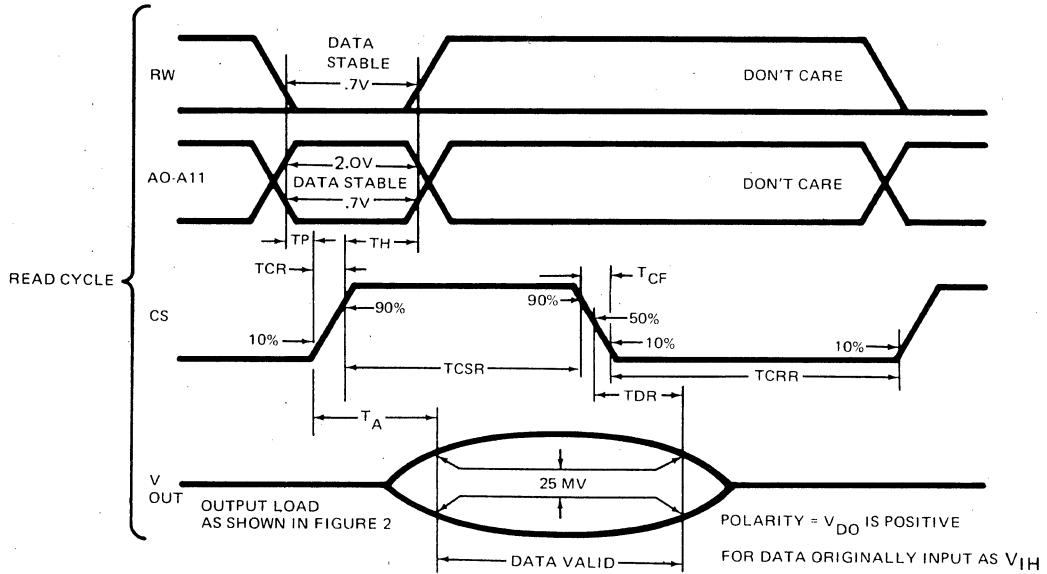 DATA
STABLE
.7V
RW
DON'T CARE
2.0V
DATA STABLE
.7V
AO-A11
DON'T CARE
TP
TH
TCR
READ CYCLE
T CF
CS
90%
90%
50%
10%
10%
10%
TCSR
TCRR
TDR
TA
V
OUT
25 MV
OUTPUT LOAD
AS SHOWN IN FIGURE 2
POLARITY = VDO IS POSITIVE
FOR DATA ORIGINALLY INPUT AS VIH
DATA VALID